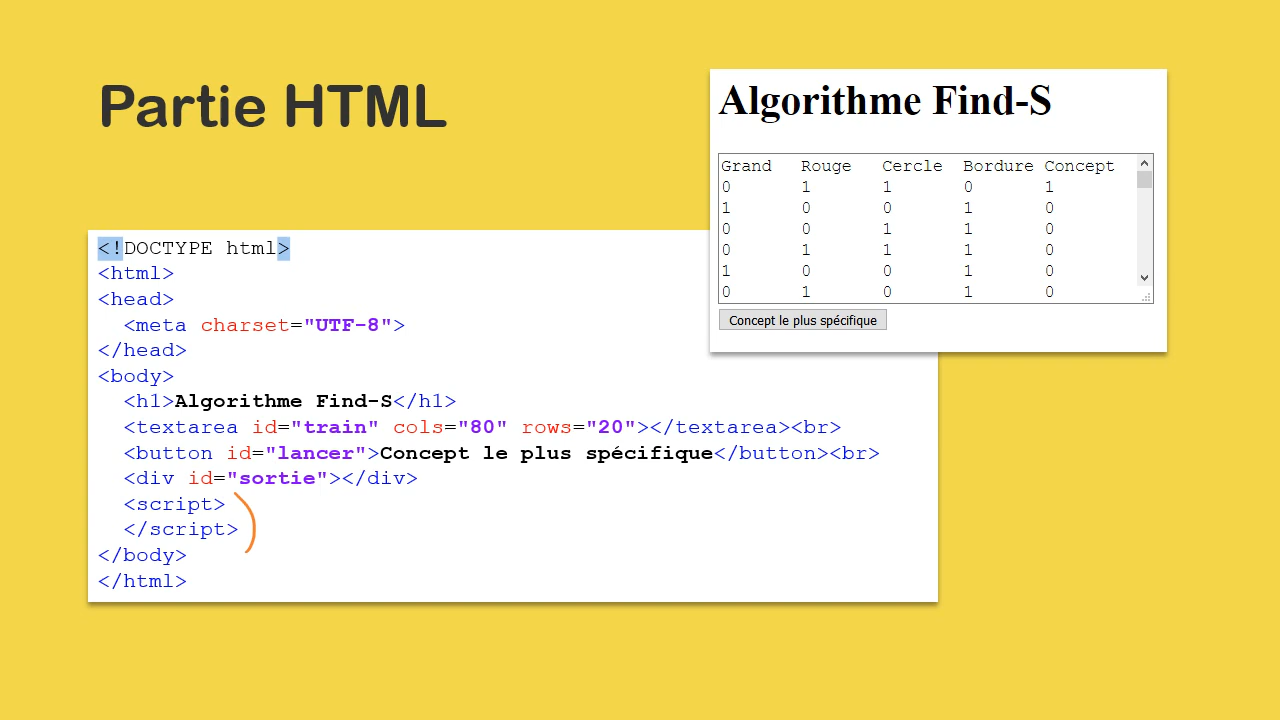 Partie HTML
Algorithme Find-S
Grand Rouge Cercle Bordure Concept
0 1 1 0 1
1 0 0 1 0
0 0 1 1 0
0 1 1 1 0
1 0 0 1 0
0 1 0 1 0
Concept le plus spécifique
<!DOCTYPE html>
<html>
<head>
  <meta charset="UTF-8">
</head>
<body>
  <h1>Algorithme Find-S</h1>
  <textarea id="train" cols="80" rows="20"></textarea><br>
  <button id="lancer">Concept le plus spécifique</button><br>
  <div id="sortie"></div>
  <script>
  </script>
</body>
</html>